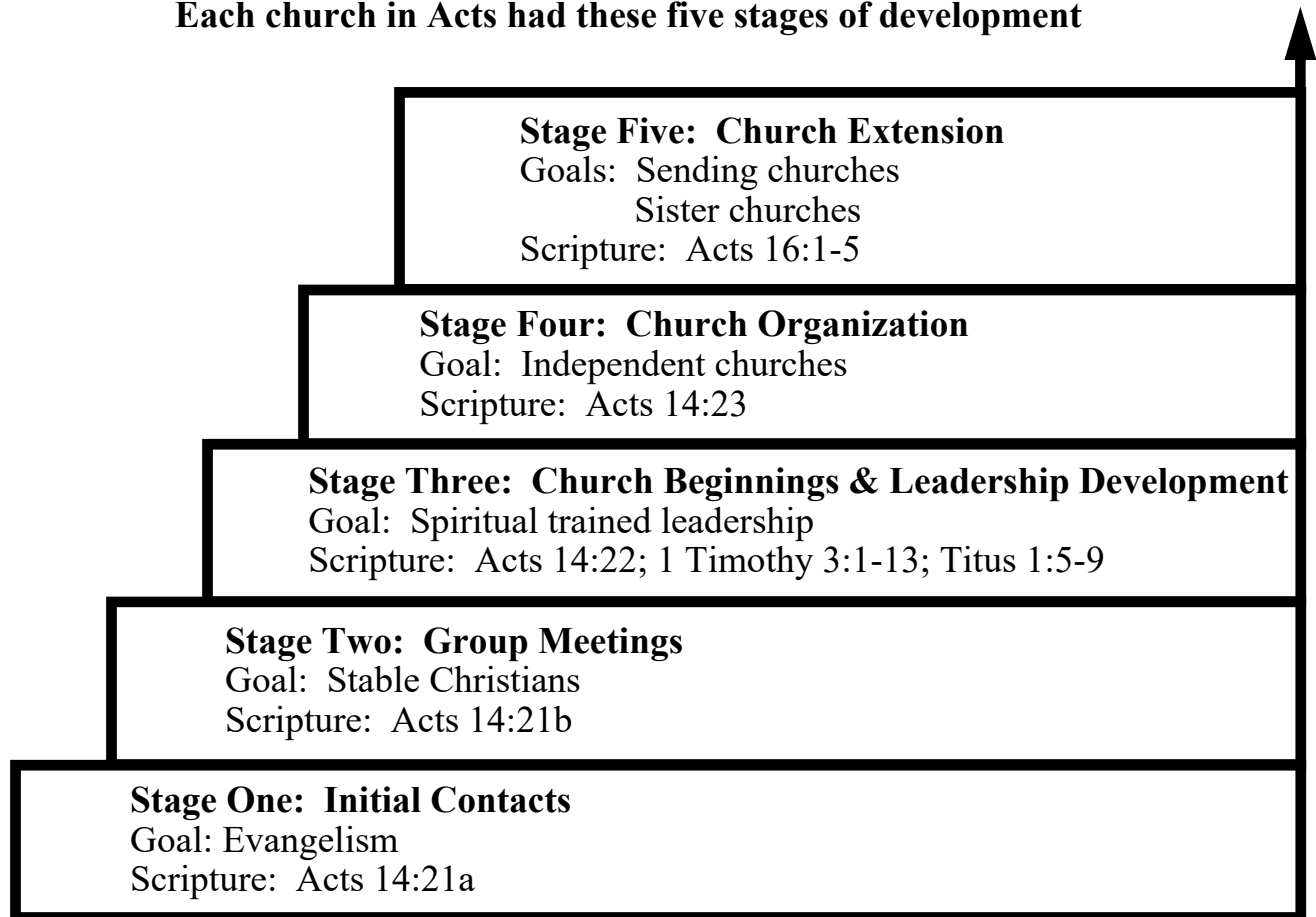 Each church in Acts had these five stages of development
Stage Five:  Church Extension
Goals:  Sending churches
Sister churches
Scripture:  Acts 16:1-5
Stage Four:  Church Organization
Goal:  Independent churches
Scripture:  Acts 14:23
Stage Three:  Church Beginnings & Leadership Development
Goal:  Spiritual trained leadership
Scripture:  Acts 14:22; 1 Timothy 3:1-13; Titus 1:5-9
Stage Two:  Group Meetings
Goal:  Stable Christians
Scripture:  Acts 14:21b
Stage One:  Initial Contacts
Goal: Evangelism
Scripture:  Acts 14:21a